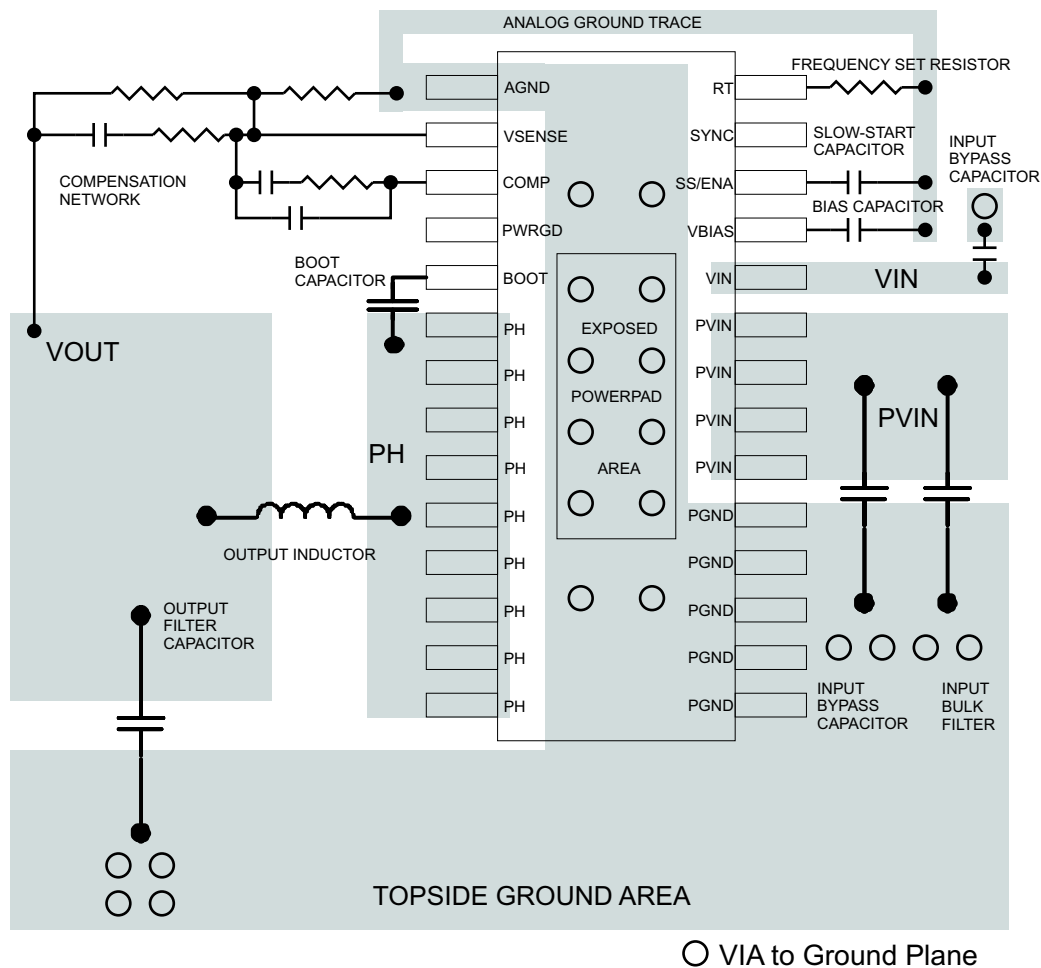 ANALOG GROUND TRACE
AGND
VSENSE
COMP
PWRGD
BOOT
PH
PH
PH
PH
PH
PH
PH
PH
PH
RT
SYNC
SS/ENA
VBIAS
VIN
PVIN
PVIN
PVIN
PVIN
PGND
PGND
PGND
PGND
PGND
FREQUENCY SET RESISTOR
SLOW-START
CAPACITOR
BIAS CAPACITOR
INPUT
BYPASS
CAPACITOR
VIN
COMPENSATION
NETWORK
BOOT
CAPACITOR
VOUT
PH
EXPOSED
POWERPAD
AREA
PVIN
OUTPUT INDUCTOR
OUTPUT
FILTER
CAPACITOR
INPUT
BYPASS
CAPACITOR
INPUT
BULK
FILTER
TOPSIDE GROUND AREA
VIA to Ground Plane